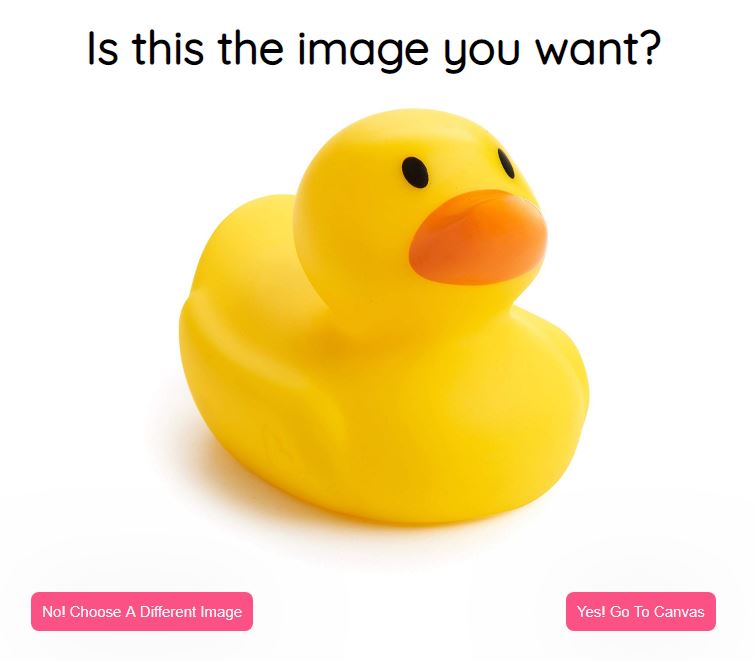 Is this the image you want?
No! Choose A Different Image
Yes! Go To Canvas